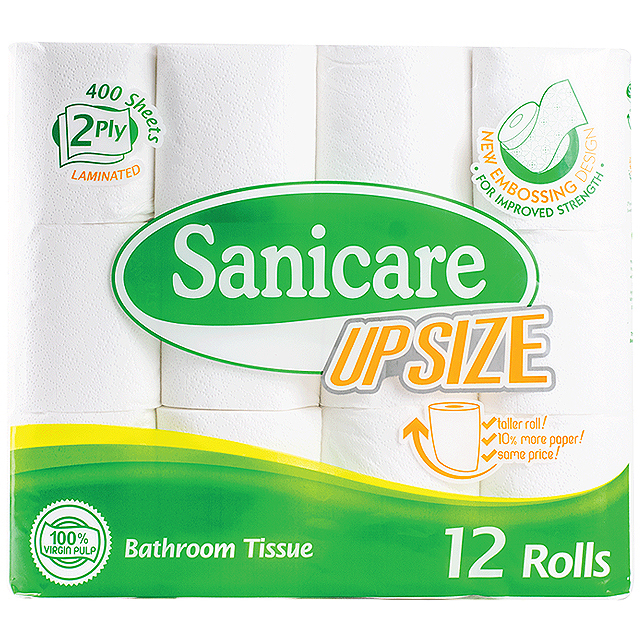 400 Sheets
2Ply
LAMINATED
NEW EMBOSSING DESIGN
• FOR IMPROVED STRENGTH •
Sanicare
UPSIZE
taller roll!
10% more paper!
same price!
100%
VIRGIN PULP
Bathroom Tissue
12 Rolls